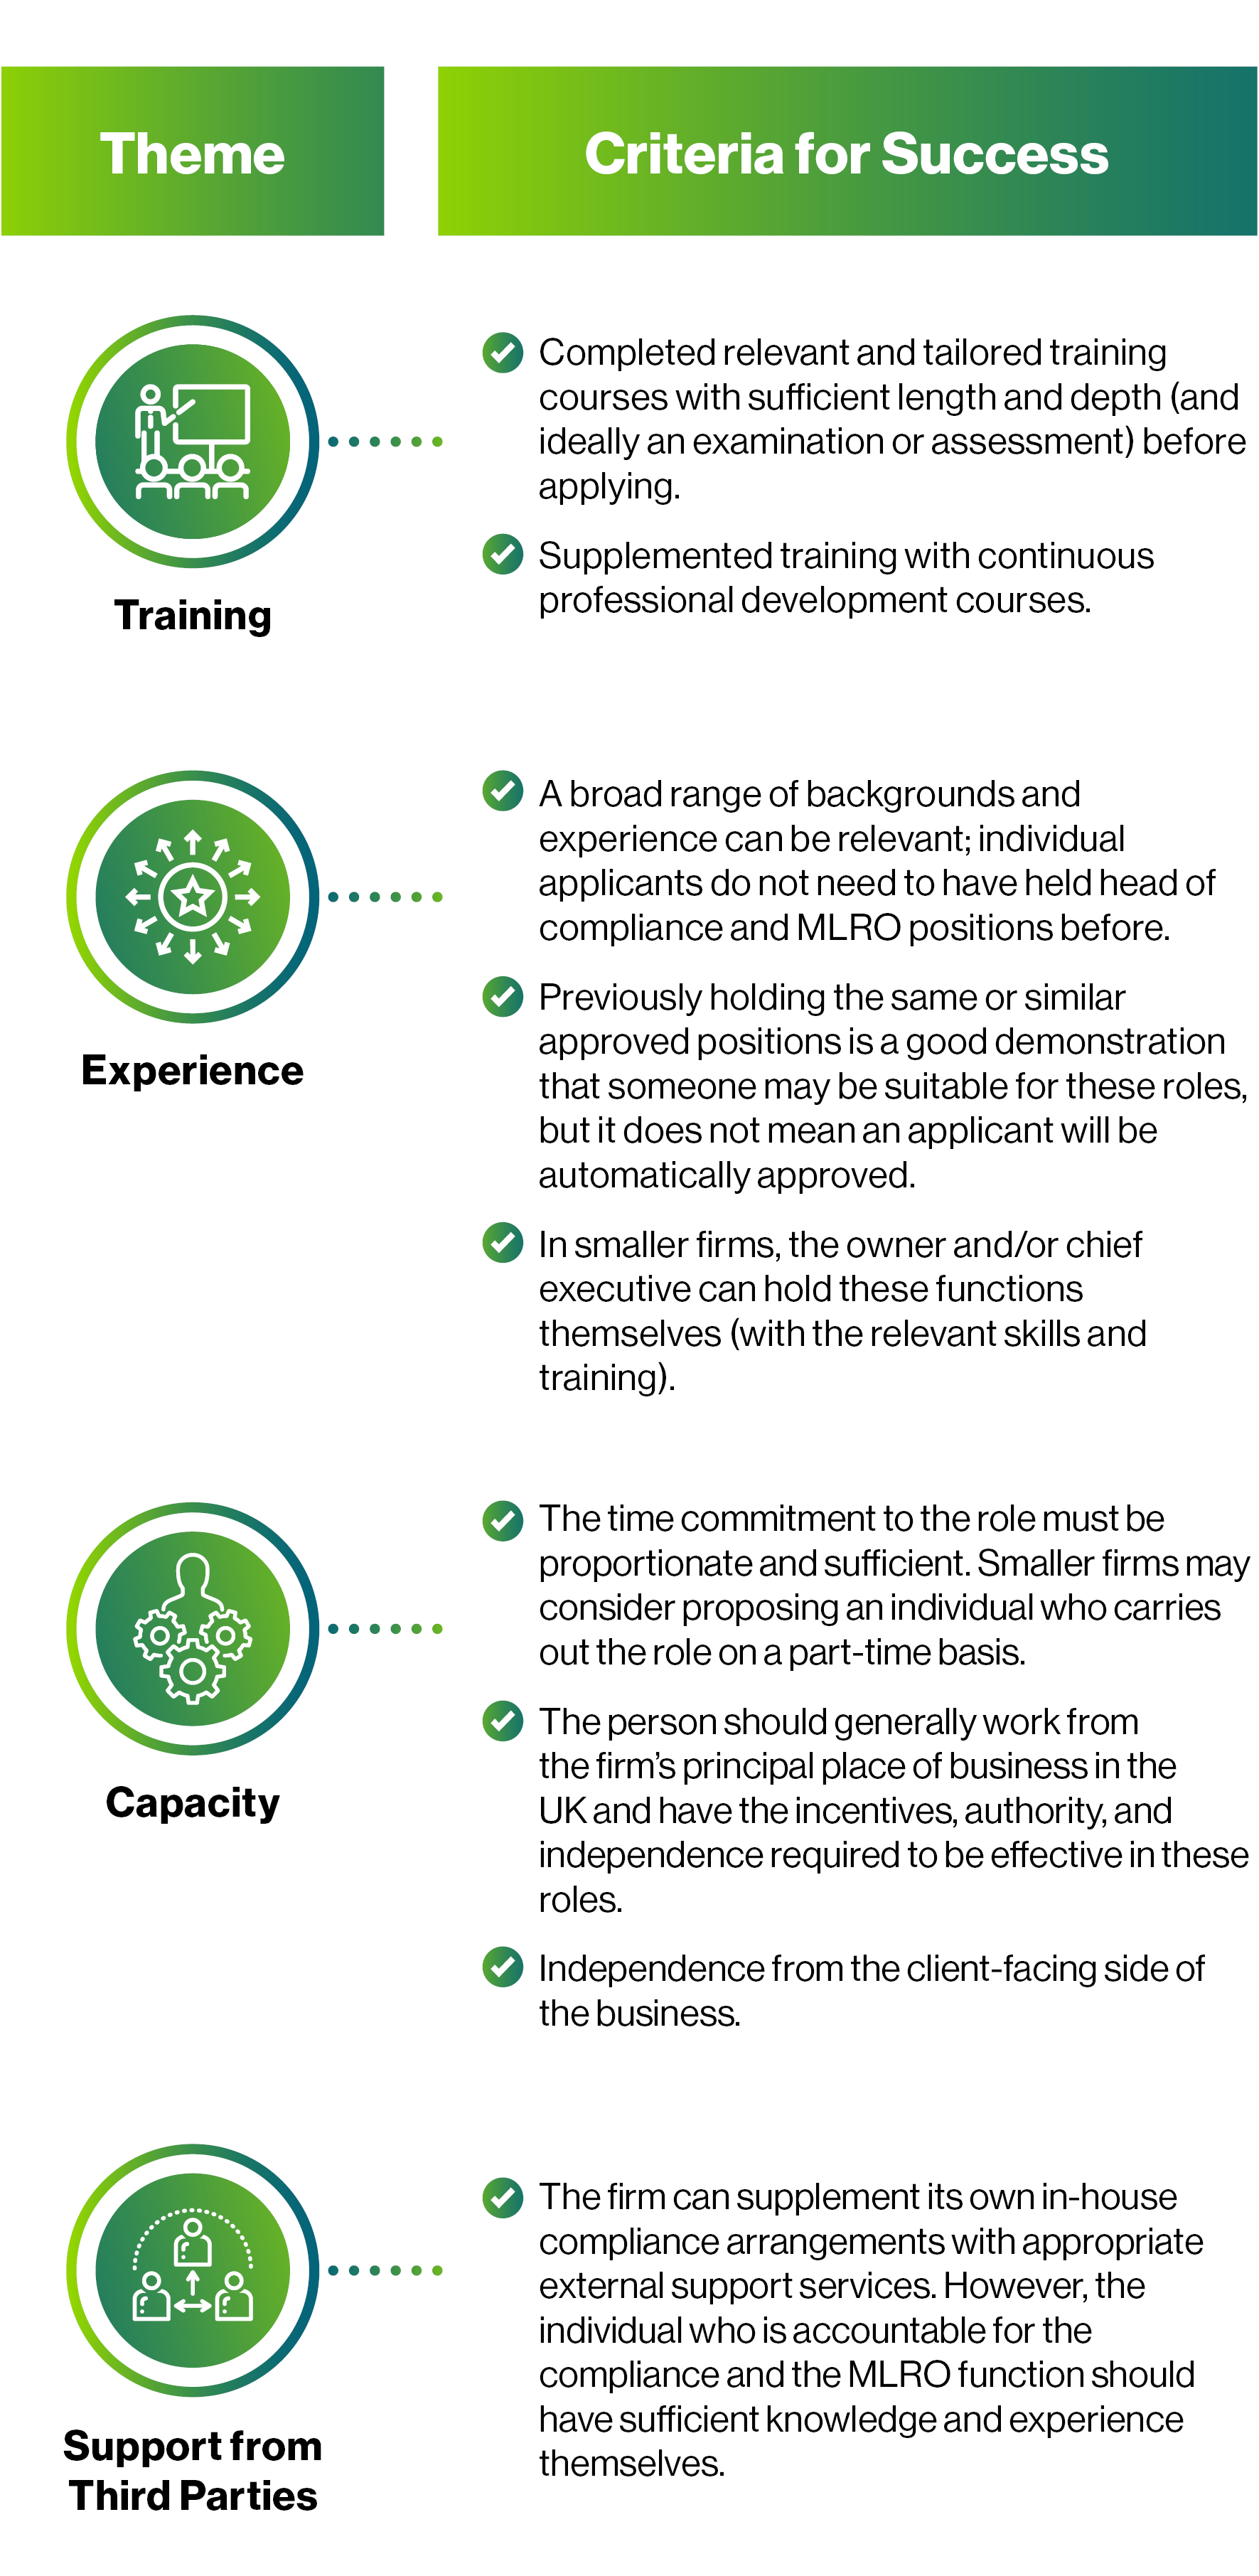 Theme
Criteria for Success
Training
Completed relevant and tailored training
courses with sufficient length and depth (and
ideally an examination or assessment) before
applying.
Supplemented training with continuous
professional development courses.
Experience
A broad range of backgrounds and
experience can be relevant; individual
applicants do not need to have held head of
compliance and MLRO positions before.
Previously holding the same or similar
approved positions is a good demonstration
that someone may be suitable for these roles,
but it does not mean an applicant will be
automatically approved.
In smaller firms, the owner and/or chief
executive can hold these functions
themselves (with the relevant skills and
training).
Capacity
The time commitment to the role must be
proportionate and sufficient. Smaller firms may
consider proposing an individual who carries
out the role on a part-time basis.
The person should generally work from
the firm’s principal place of business in the
UK and have the incentives, authority, and
independence required to be effective in these
roles.
Independence from the client-facing side of
the business.
Support from
Third Parties
The firm can supplement its own in-house
compliance arrangements with appropriate
external support services. However, the
individual who is accountable for the
compliance and the MLRO function should
have sufficient knowledge and experience
themselves.